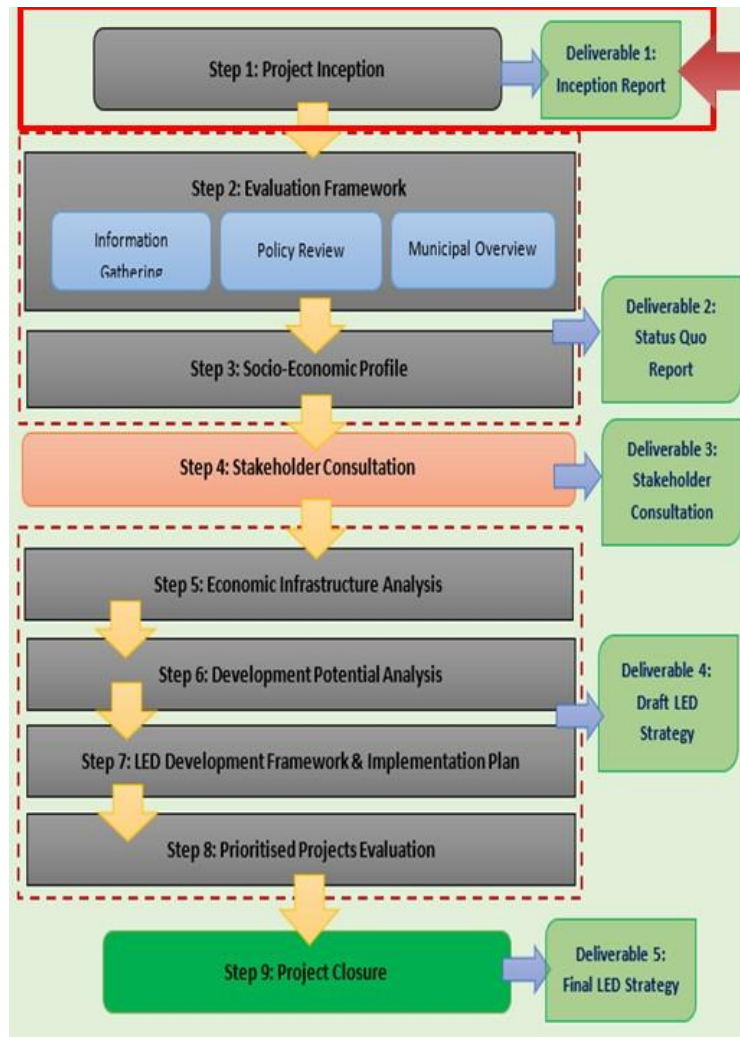 Step 1: Project Inception
Deliverable 1:
Inception Report
Step 2: Evaluation Framework
Information
Gathering
Policy Review
Municipal Overview
Deliverable 2:
Status Quo
Report
Step 3: Socio-Economic Profile
Step 4: Stakeholder Consultation
Deliverable 3:
Stakeholder
Consultation
Step 5: Economic Infrastructure Analysis
Step 6: Development Potential Analysis
Deliverable 4:
Draft LED
Strategy
Step 7: LED Development Framework & Implementation Plan
Step 8: Prioritised Projects Evaluation
Step 9: Project Closure
Deliverable 5:
Final LED Strategy